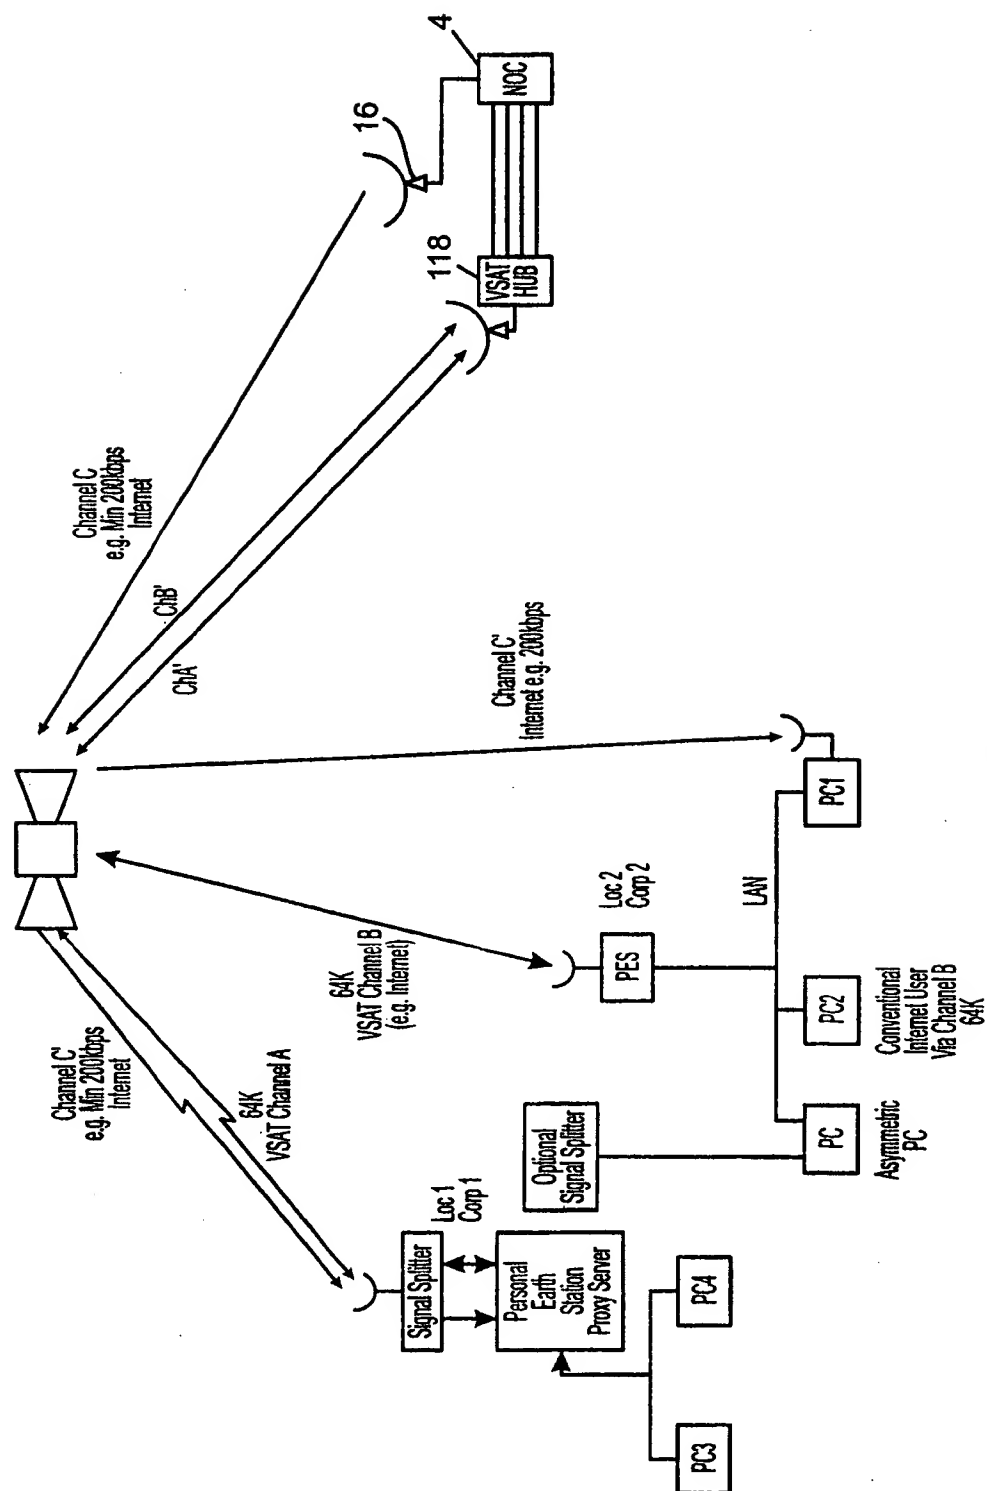 Channel C'
e.g. Min 200kbps
Internet
64K
VSAT Channel A
64K
VSAT Channel B
(e.g. Internet)
ChA'
ChB'
Channel C
e.g. Min 200kbps
Internet
16
4
NOC
118
VSAT
HUB
Channel C'
Internet e.g. 200kbps
Signal Splitter
Loc 1
Corp 1
Personal
Earth
Station
Proxy Server
PC3
PC4
Optional
Signal Splitter
Loc 2
Corp 2
PES
LAN
PC
Asymmetric
PC
PC2
Conventional
Internet User
Via Channel B
64K
PC1